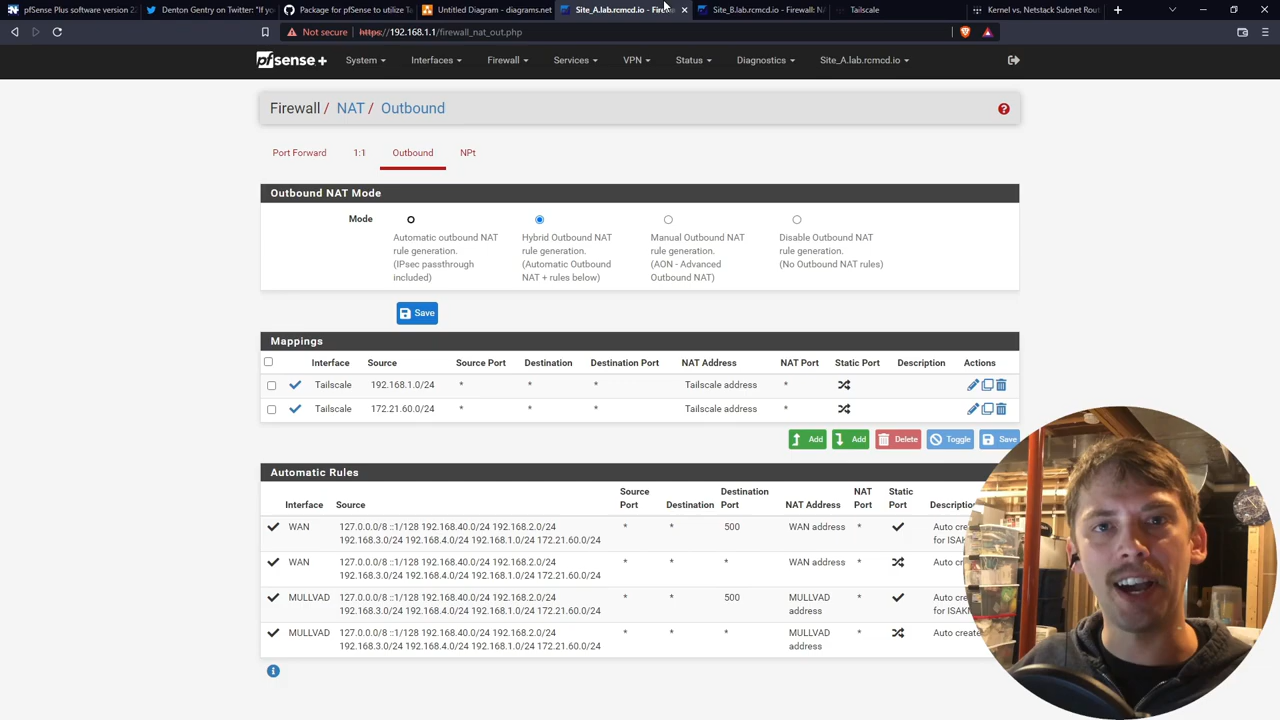 pfSense Plus software version 22
Denton Gentry on Twitter: "If you
Package for pfSense to utilize Ta
Untitled Diagram - diagrams.net
Site_A.lab.rcmcd.io - Firew
Site_B.lab.rcmcd.io - Firewall: NA
Tailscale
Kernel vs. Netstack Subnet Rout
Not secure https://192.168.1.1/firewall_nat_out.php
pfsense +
System
Interfaces
Firewall
Services
VPN
Status
Diagnostics
Site_A.lab.rcmcd.io
Firewall / NAT / Outbound
Port Forward 1:1 Outbound NPt
Outbound NAT Mode
Mode
Automatic outbound NAT
rule generation.
(IPsec passthrough
included)
Hybrid Outbound NAT
rule generation.
(Automatic Outbound
NAT + rules below)
Manual Outbound NAT
rule generation.
(AON - Advanced
Outbound NAT)
Disable Outbound NAT
rule generation.
(No Outbound NAT rules)
Save
Mappings
Interface Source Source Port Destination Destination Port NAT Address NAT Port Static Port Description Actions
Tailscale 192.168.1.0/24 * * * Tailscale address *
Tailscale 172.21.60.0/24 * * * Tailscale address *
Add Add Delete Toggle Save
Automatic Rules
Interface Source Source Port Destination Destination Port NAT Address NAT Port Static Port Descriptio
WAN 127.0.0.0/8 ::1/128 192.168.40.0/24 192.168.2.0/24 * * 500 WAN address * Auto crea
192.168.3.0/24 192.168.4.0/24 192.168.1.0/24 172.21.60.0/24 for ISAK
WAN 127.0.0.0/8 ::1/128 192.168.40.0/24 192.168.2.0/24 * * * WAN address * Auto crea
192.168.3.0/24 192.168.4.0/24 192.168.1.0/24 172.21.60.0/24
MULLVAD 127.0.0.0/8 ::1/128 192.168.40.0/24 192.168.2.0/24 * * 500 MULLVAD * Auto crea
192.168.3.0/24 192.168.4.0/24 192.168.1.0/24 172.21.60.0/24 address for ISAKM
MULLVAD 127.0.0.0/8 ::1/128 192.168.40.0/24 192.168.2.0/24 * * * MULLVAD * Auto create
192.168.3.0/24 192.168.4.0/24 192.168.1.0/24 172.21.60.0/24 address